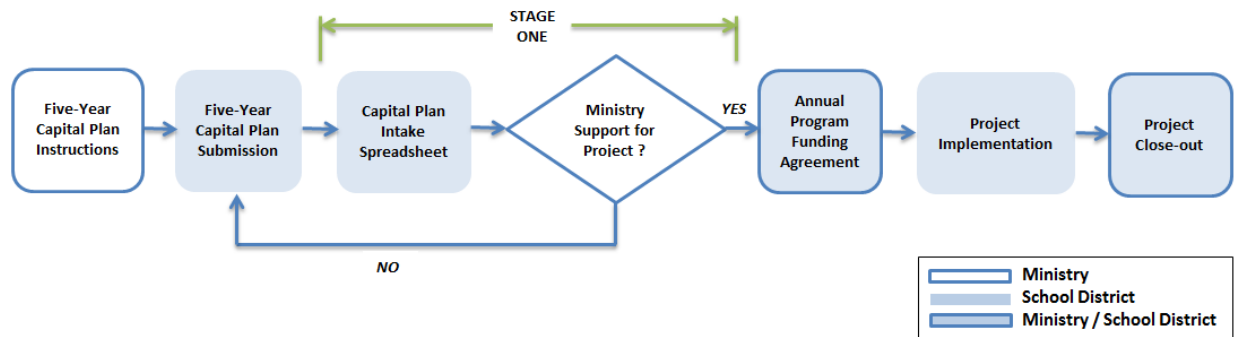 STAGE
ONE
Five-Year
Capital Plan
Instructions
Five-Year
Capital Plan
Submission
Capital Plan
Intake
Spreadsheet
Ministry
Support for
Project ?
YES
Annual
Program
Funding
Agreement
Project
Implementation
Project
Close-out
NO
Ministry
School District
Ministry / School District